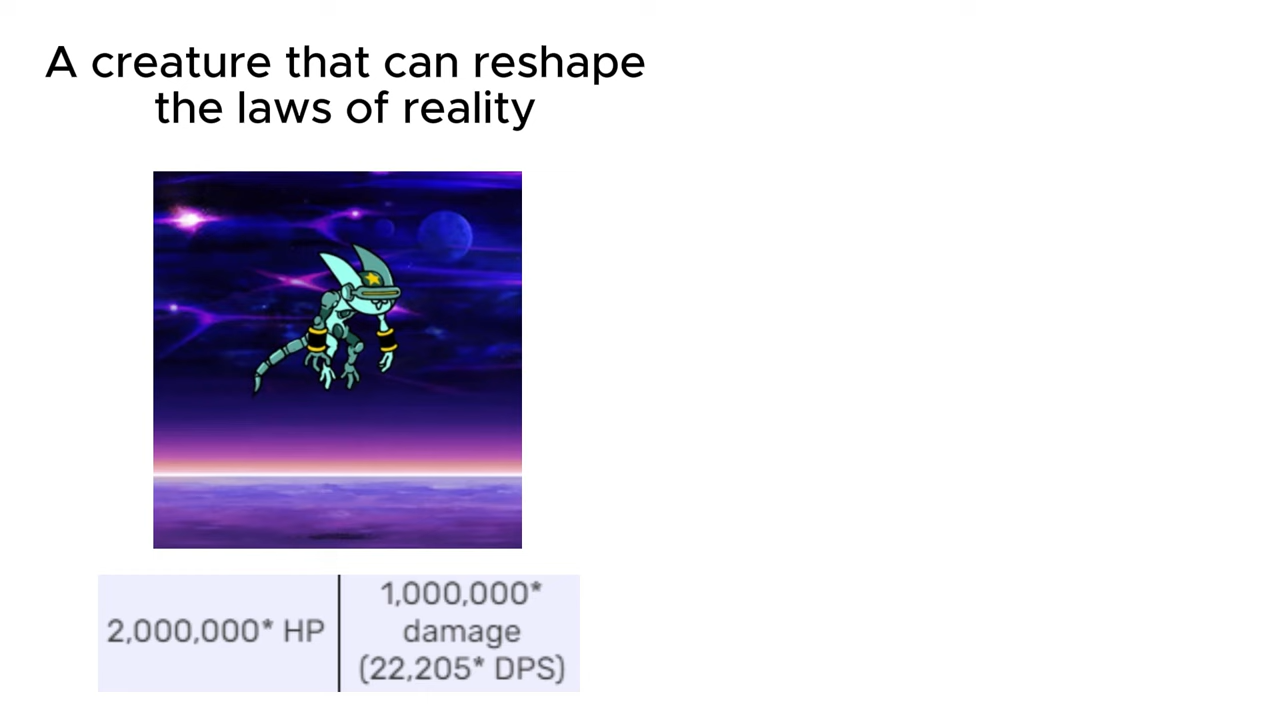 A creature that can reshape
the laws of reality
2,000,000* HP
1,000,000*
damage
(22,205* DPS)